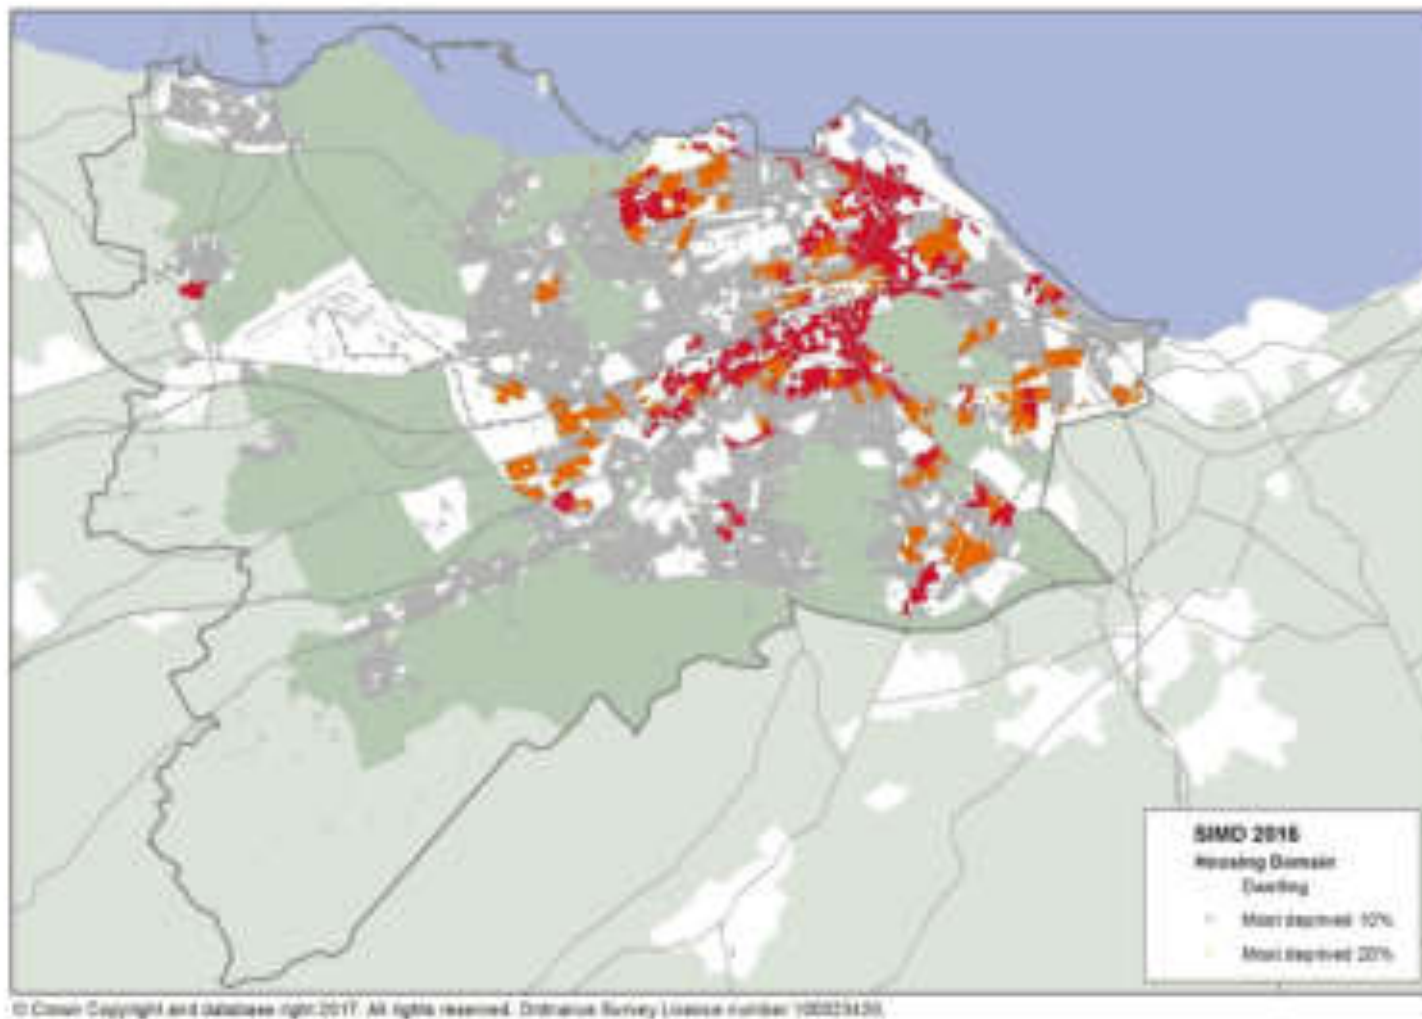 SIMD 2016
Housing Domain
Dwelling
Most deprived 10%
Most deprived 20%
© Crown Copyright and database right 2017. All rights reserved. Ordnance Survey Licence number